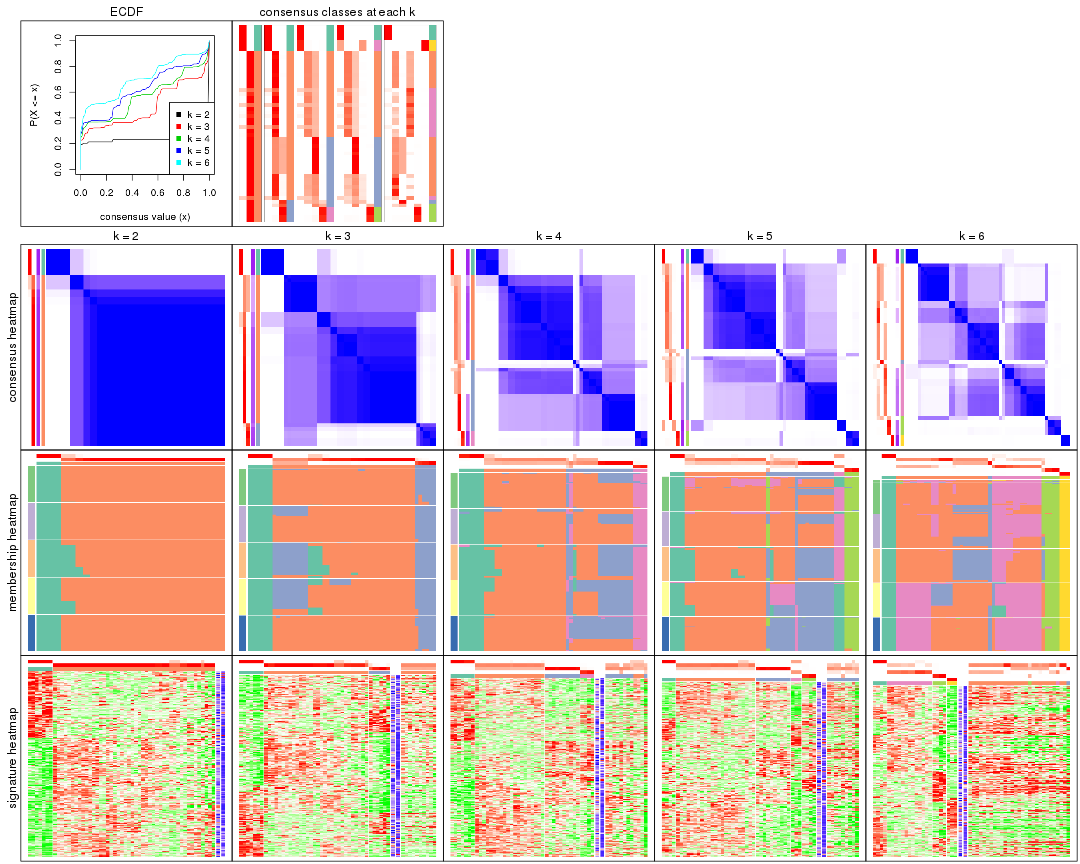 ECDF
consensus classes at each k
P(X <= x)
0.0 0.2 0.4 0.6 0.8 1.0
k = 2
k = 3
k = 4
k = 5
k = 6
0.0 0.2 0.4 0.6 0.8 1.0
consensus value (x)
k = 2
k = 3
k = 4
k = 5
k = 6
consensus heatmap
membership heatmap
signature heatmap